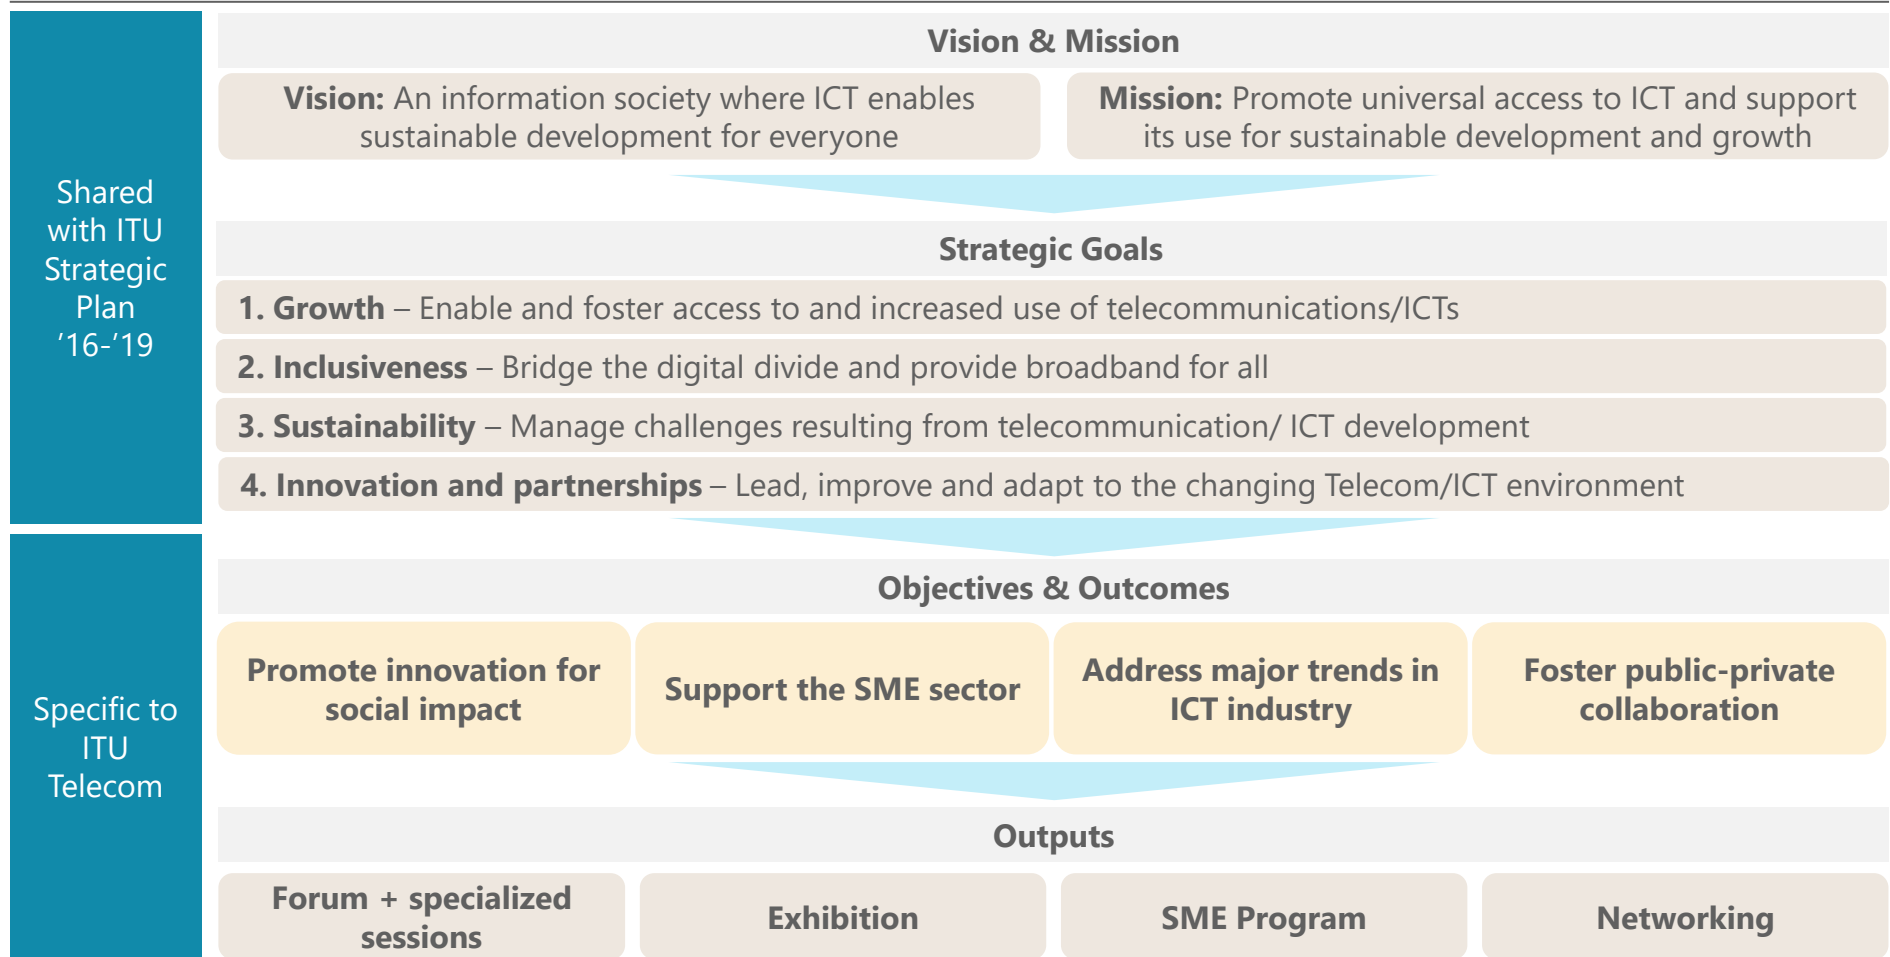 Shared
with ITU
Strategic
Plan
’16-’19
Vision & Mission
Vision: An information society where ICT enables
sustainable development for everyone
Mission: Promote universal access to ICT and support
its use for sustainable development and growth
Strategic Goals
1. Growth – Enable and foster access to and increased use of telecommunications/ICTs
2. Inclusiveness – Bridge the digital divide and provide broadband for all
3. Sustainability – Manage challenges resulting from telecommunication/ ICT development
4. Innovation and partnerships – Lead, improve and adapt to the changing Telecom/ICT environment
Specific to
ITU
Telecom
Objectives & Outcomes
Promote innovation for
social impact
Support the SME sector
Address major trends in
ICT industry
Foster public-private
collaboration
Outputs
Forum + specialized
sessions
Exhibition
SME Program
Networking